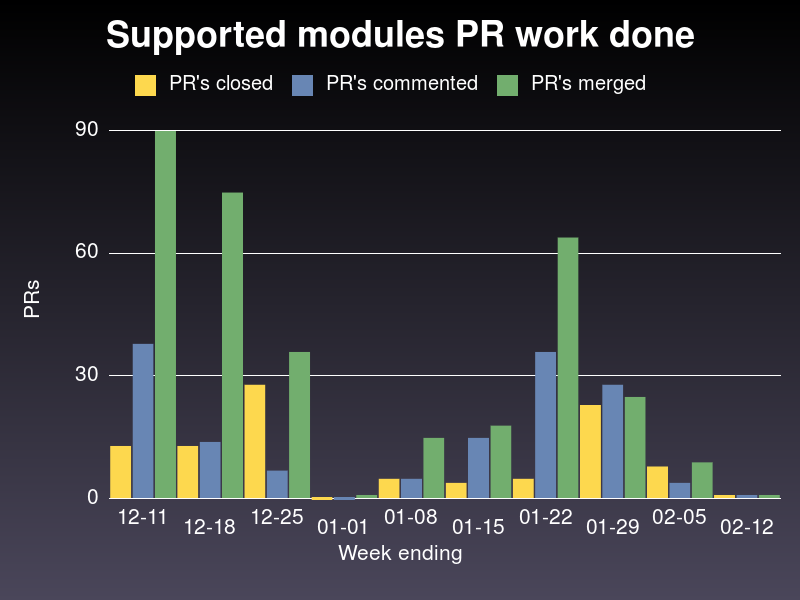 Supported modules PR work done
PR's closed PR's commented PR's merged
90
60
30
0
PRs
12-11 12-18 12-25 01-01 01-08 01-15 01-22 01-29 02-05 02-12
Week ending